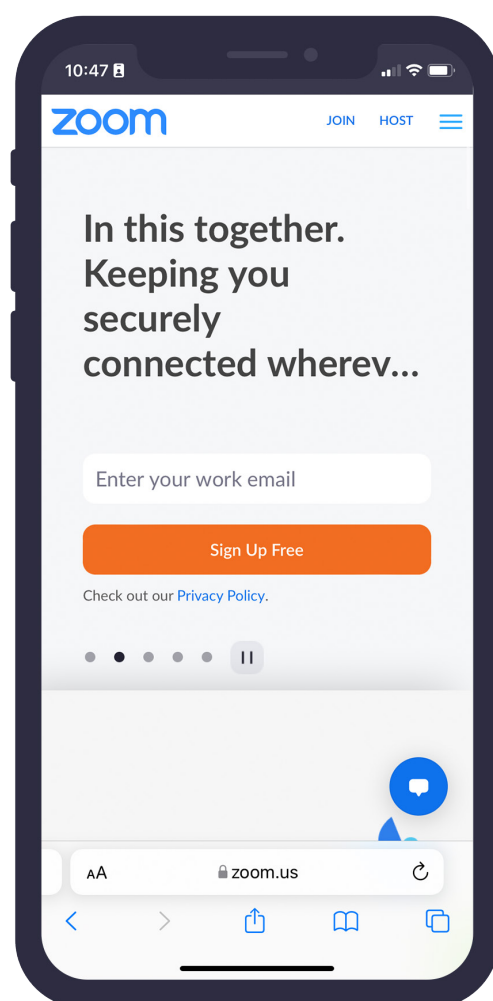 10:47
zoom
JOIN HOST
In this together.
Keeping you
securely
connected wherev...
Enter your work email
Sign Up Free
Check out our Privacy Policy.
AA zoom.us